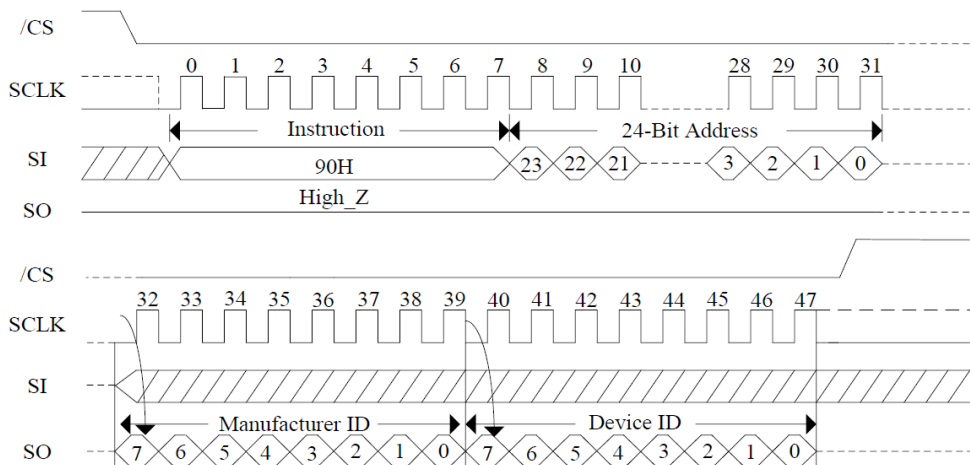 /CS
0 1 2 3 4 5 6 7 8 9 10 28 29 30 31
SCLK
Instruction 24-Bit Address
SI 90H 23 22 21 3 2 1 0
High_Z
SO
/CS
32 33 34 35 36 37 38 39 40 41 42 43 44 45 46 47
SCLK
SI
Manufacturer ID Device ID
SO 7 6 5 4 3 2 1 0 7 6 5 4 3 2 1 0